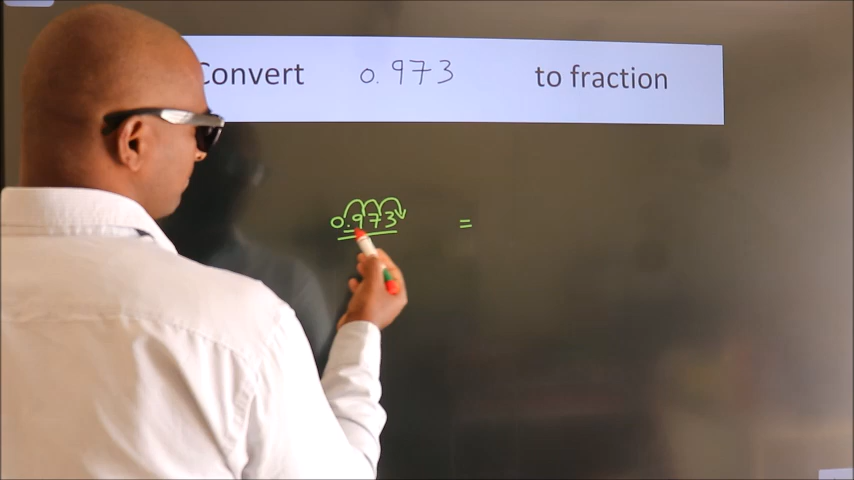 Convert 0.973 to fraction
0.973 =